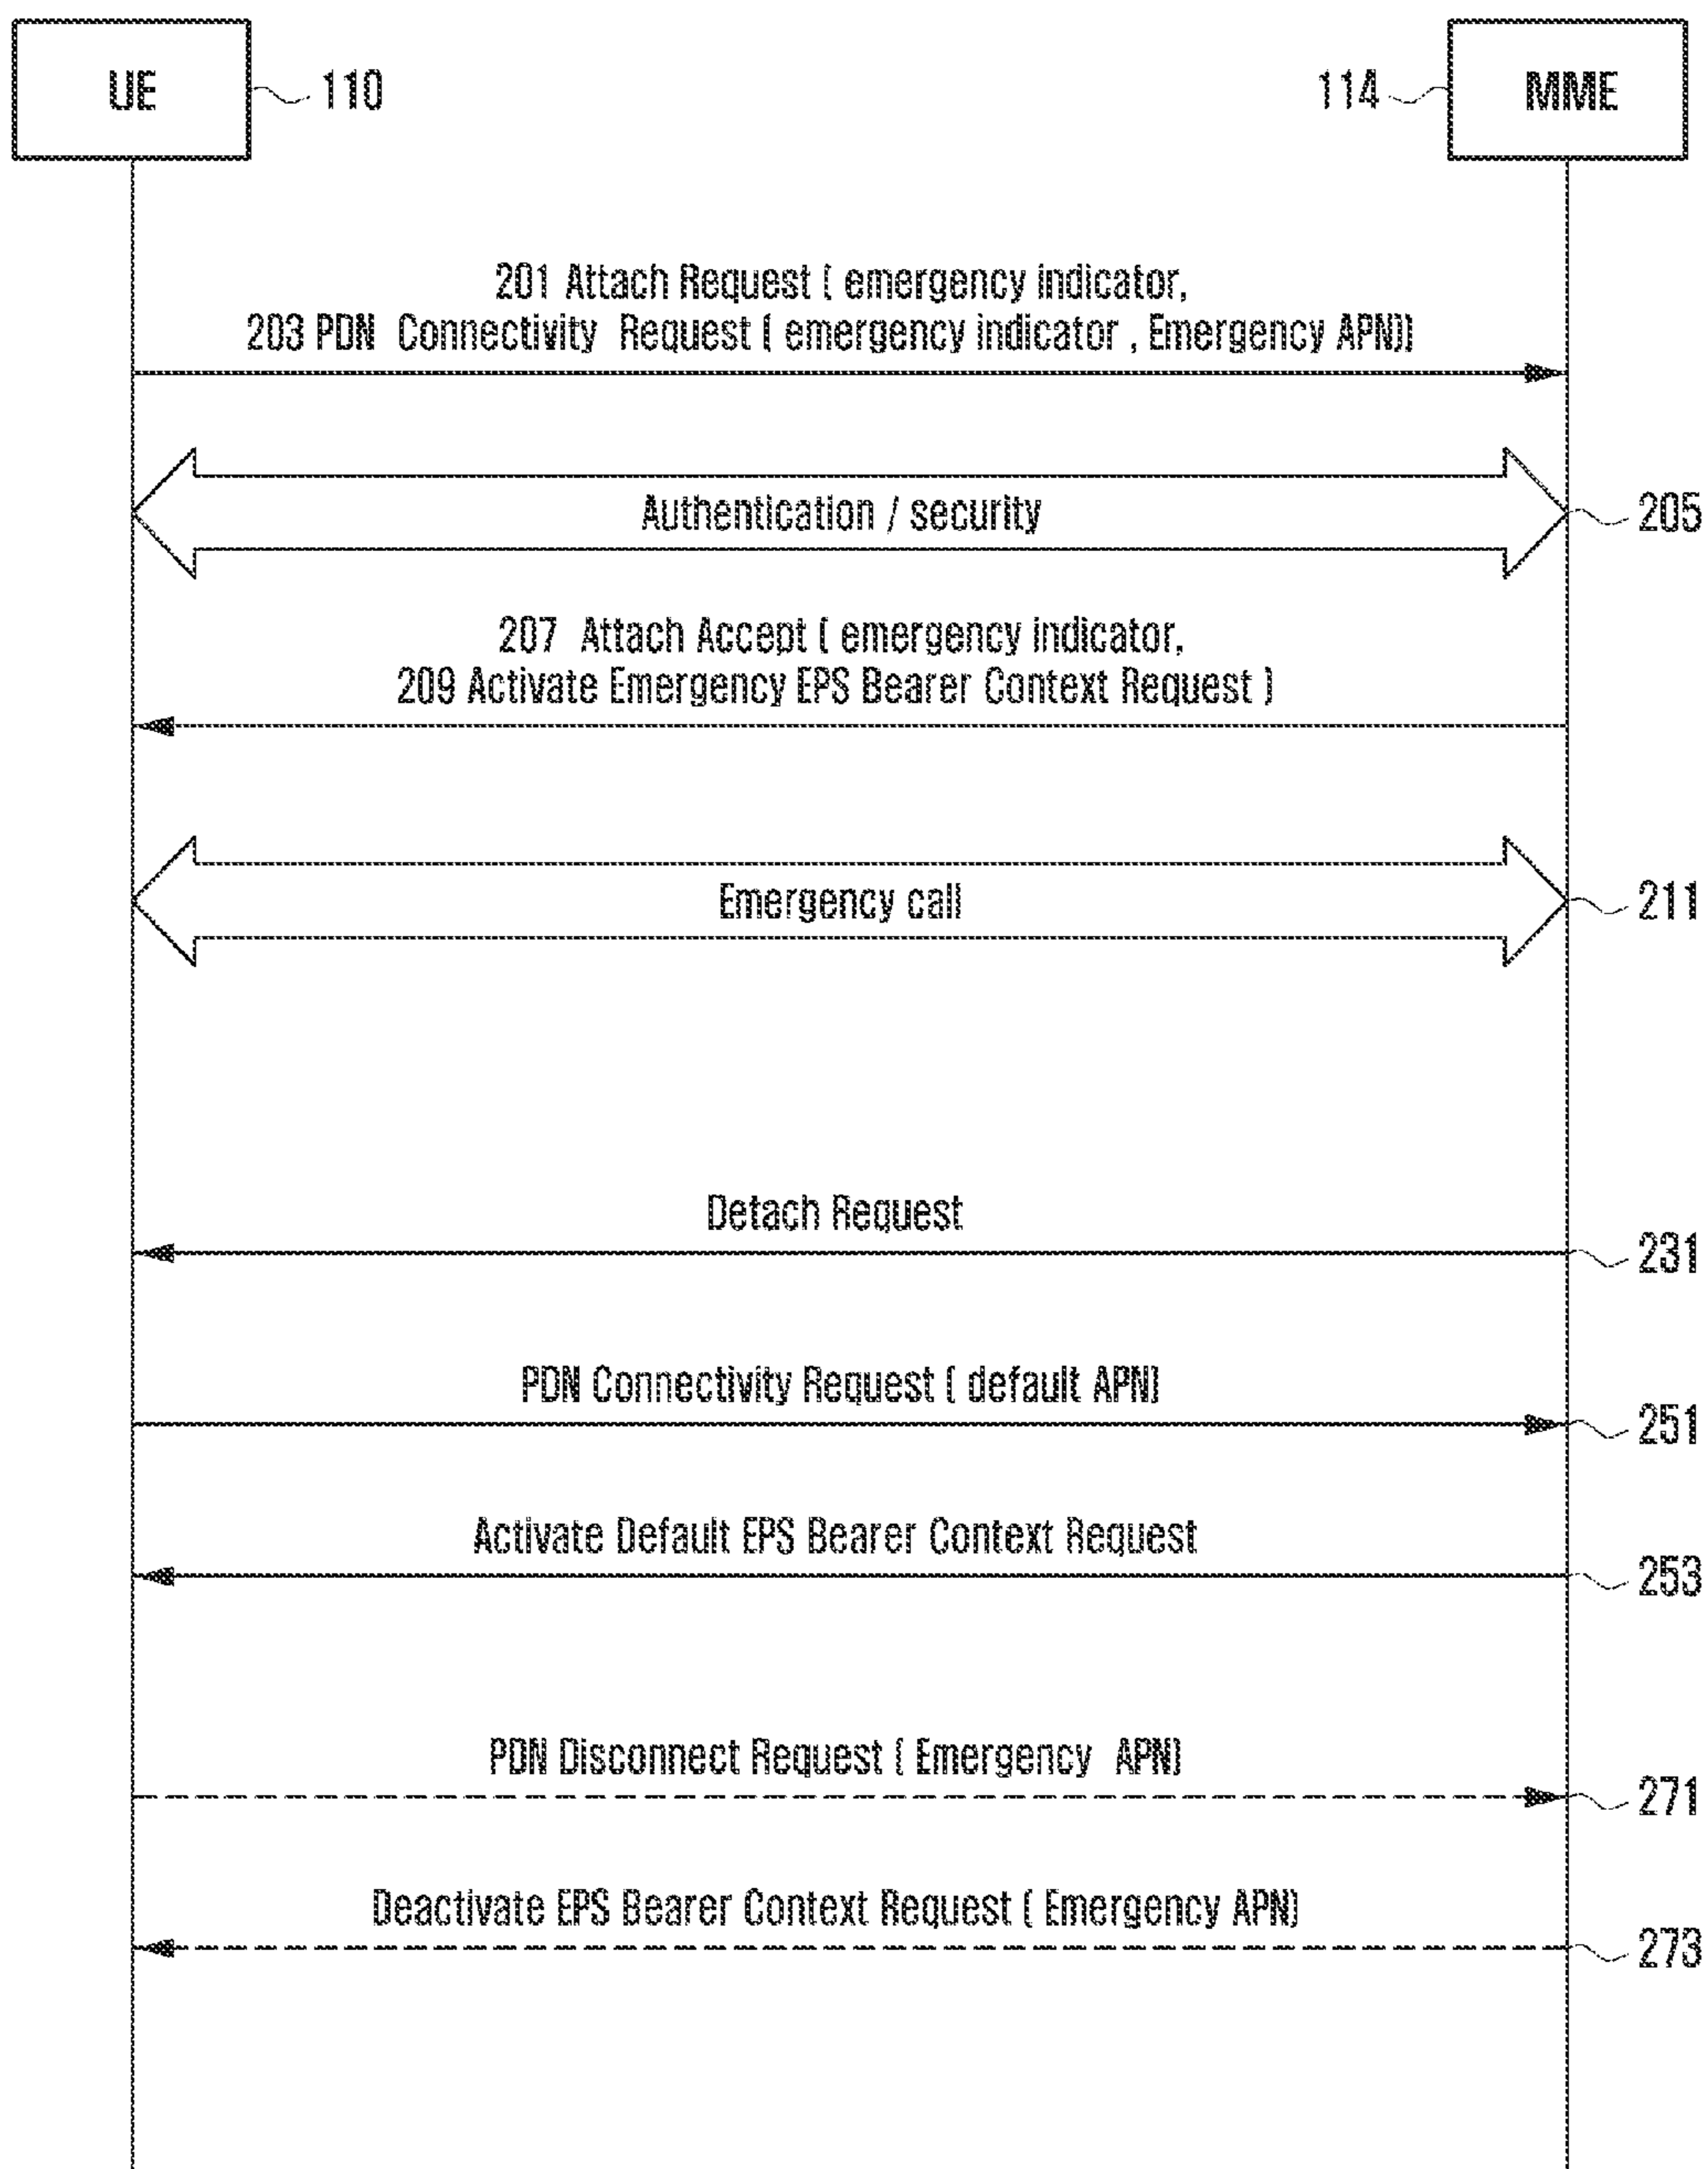 UE
110
114
MME
201 Attach Request ( emergency indicator,
203 PDN Connectivity Request ( emergency indicator , Emergency APN))
Authentication / security
205
207 Attach Accept ( emergency indicator,
209 Activate Emergency EPS Bearer Context Request )
Emergency call
211
Detach Request
231
PDN Connectivity Request ( default APN)
251
Activate Default EPS Bearer Context Request
253
PDN Disconnect Request ( Emergency APN)
271
Deactivate EPS Bearer Context Request ( Emergency APN)
273